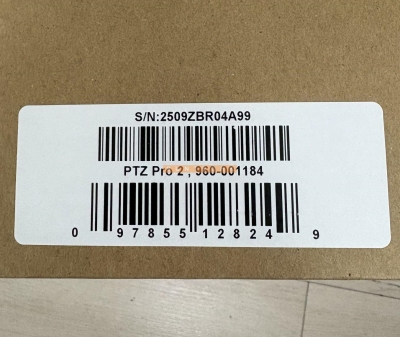 S/N:2509ZBR04A99
PTZ Pro 2 , 960-001184
0 97855 12824 9